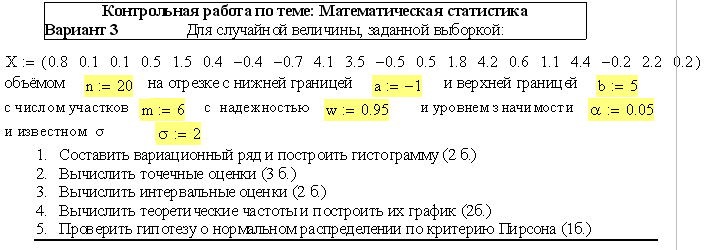 Контрольная работа по теме: Математическая статистика
Вариант 3 Для случайной величины, заданной выборкой:
X := (0.8 0.1 0.1 0.5 1.5 0.4 −0.4 −0.7 4.1 3.5 −0.5 0.5 1.8 4.2 0.6 1.1 4.4 −0.2 2.2 0.2)
объёмом n := 20 на отрезке с нижней границей a := −1 и верхней границей b := 5
с числом участков m := 6 с надежностью w := 0.95 и уровнем значимости α := 0.05
и известном σ σ := 2
1. Составить вариационный ряд и построить гистограмму (2 б.)
2. Вычислить точечные оценки (3 б.)
3. Вычислить интервальные оценки (2 б.)
4. Вычислить теоретические частоты и построить их график (2б.)
5. Проверить гипотезу о нормальном распределении по критерию Пирсона (1б.)